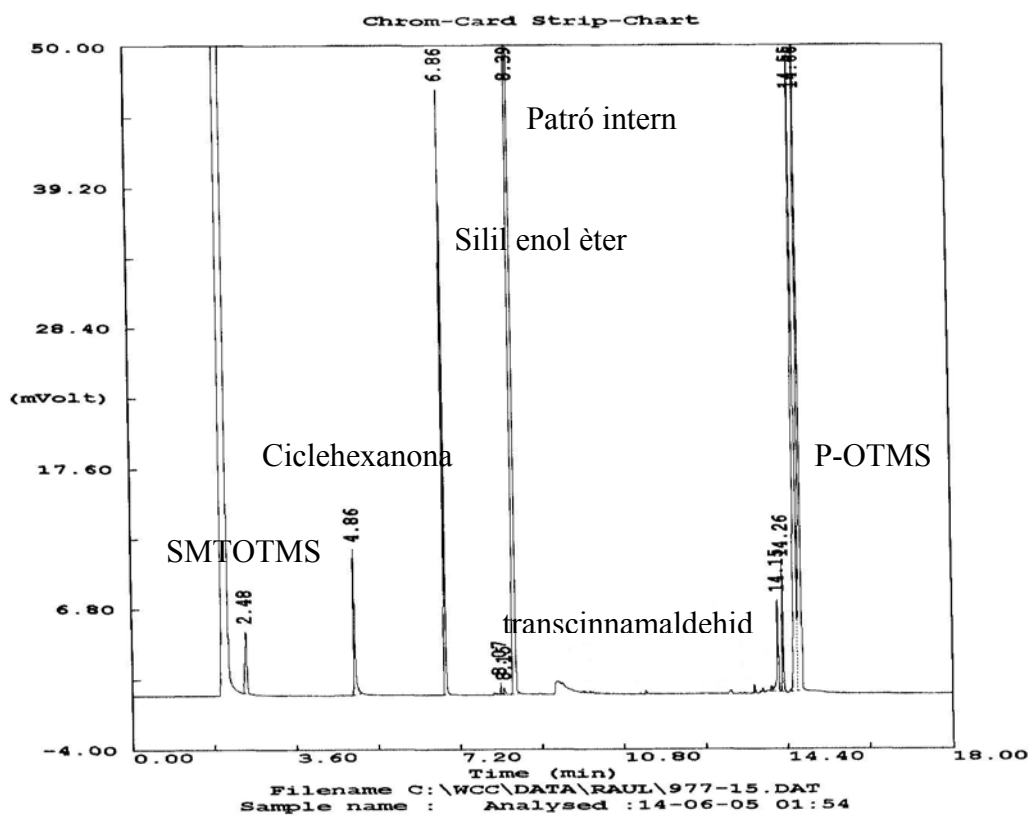 Chrom-Card Strip-Chart
50.00
39.20
28.40
(mVolt)
17.60
6.80
-4.00
6.86
8.39
14.66
Patró intern
Silil enol èter
Ciclehexanona
P-OTMS
4.86
SMTOTMS
14.15
14.26
2.48
transcinnamaldehid
8.07
0.00 3.60 7.20 10.80 14.40 18.00
Time (min)
Filename C:\WCC\DATA\RAUL\977-15.DAT
Sample name : Analysed :14-06-05 01:54